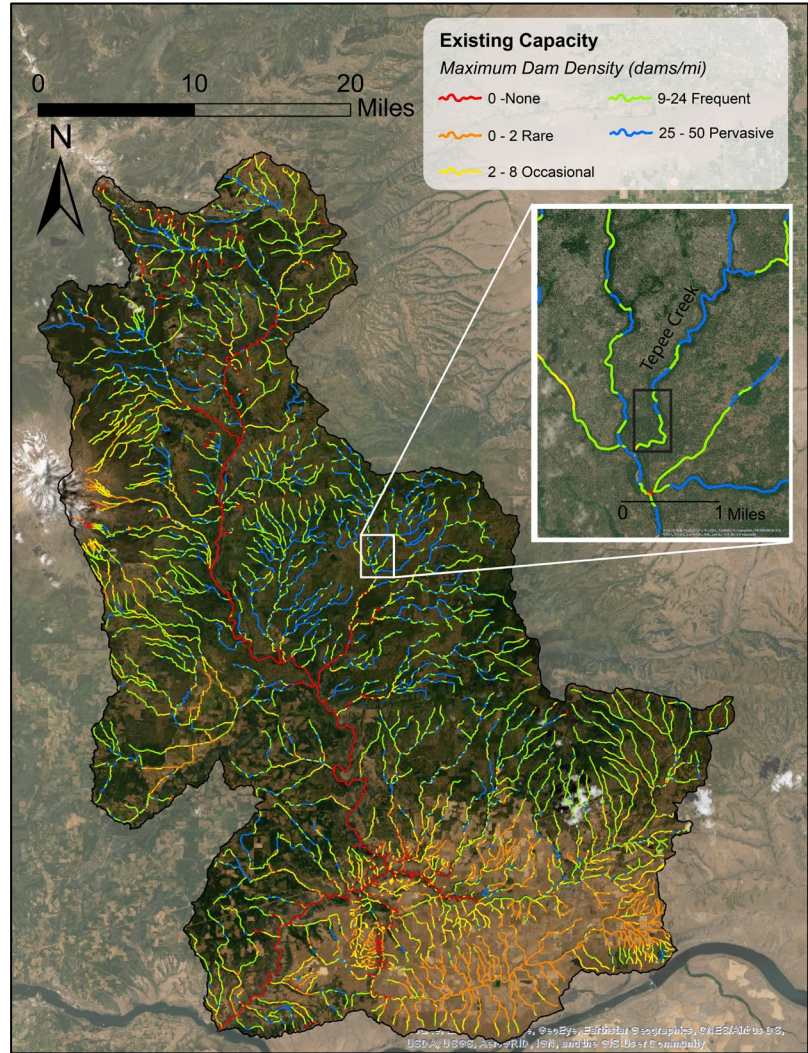 Existing Capacity
Maximum Dam Density (dams/mi)
0 -None
9-24 Frequent
0 - 2 Rare
25 - 50 Pervasive
2 - 8 Occasional
0 10 20
Miles
N
Tepee Creek
0 1 Miles
GeoEye, Earthstar Geographics, CNES/Airbus DS,
USDA, USGS, AeroGRID, IGN, and the GIS User Community